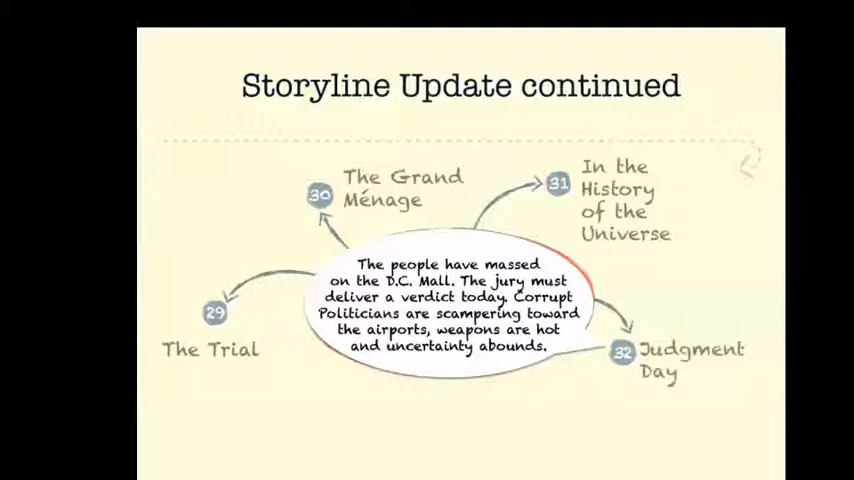 Storyline Update continued
30
The Grand
Ménage
31
In the
History
of the
Universe
The people have massed
on the D.C. Mall. The jury must
deliver a verdict today. Corrupt
Politicians are scampering toward
the airports, weapons are hot
and uncertainty abounds.
29
The Trial
32
Judgment
Day